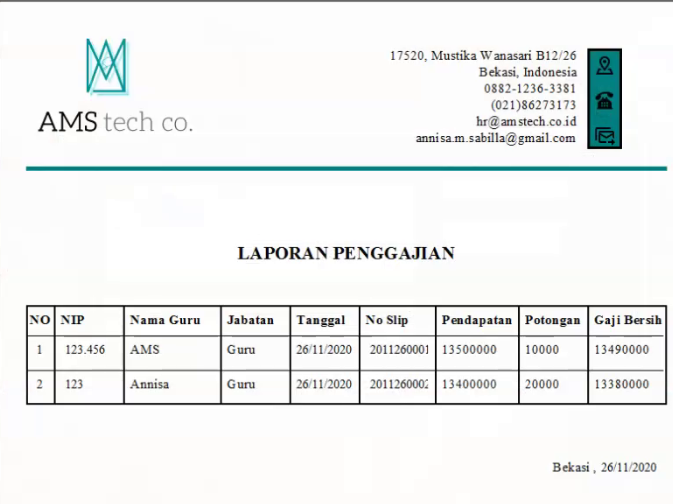 AMS tech co.
17520, Mustika Wanasari B12/26
Bekasi, Indonesia
0882-1236-3381
(021)86273173
hr@amstech.co.id
annisa.m.sabilla@gmail.com
LAPORAN PENGGAJIAN
NO NIP Nama Guru Jabatan Tanggal No Slip Pendapatan Potongan Gaji Bersih
1 123.456 AMS Guru 26/11/2020 2011260001 13500000 10000 13490000
2 123 Annisa Guru 26/11/2020 2011260002 13400000 20000 13380000
Bekasi , 26/11/2020